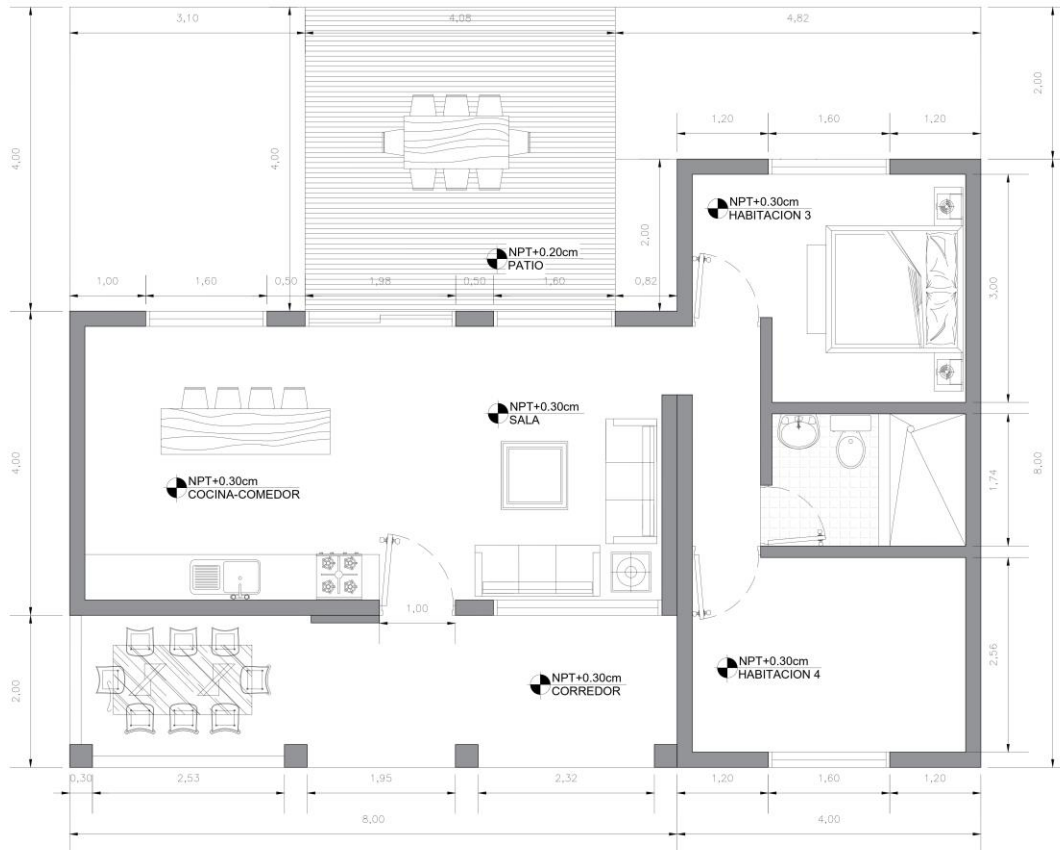 3,10
4,08
4,82
2,00
1,20
1,60
1,20
4,00
4,00
NPT+0.30cm
HABITACION 3
2,00
NPT+0.20cm
PATIO
1,00
1,60
0,50
1,98
0,50
1,60
0,82
3,00
NPT+0.30cm
SALA
4,00
NPT+0.30cm
COCINA-COMEDOR
1,74
8,00
1,00
2,56
NPT+0.30cm
HABITACION 4
NPT+0.30cm
CORREDOR
2,00
0,30
2,53
1,95
2,32
1,20
1,60
1,20
8,00
4,00